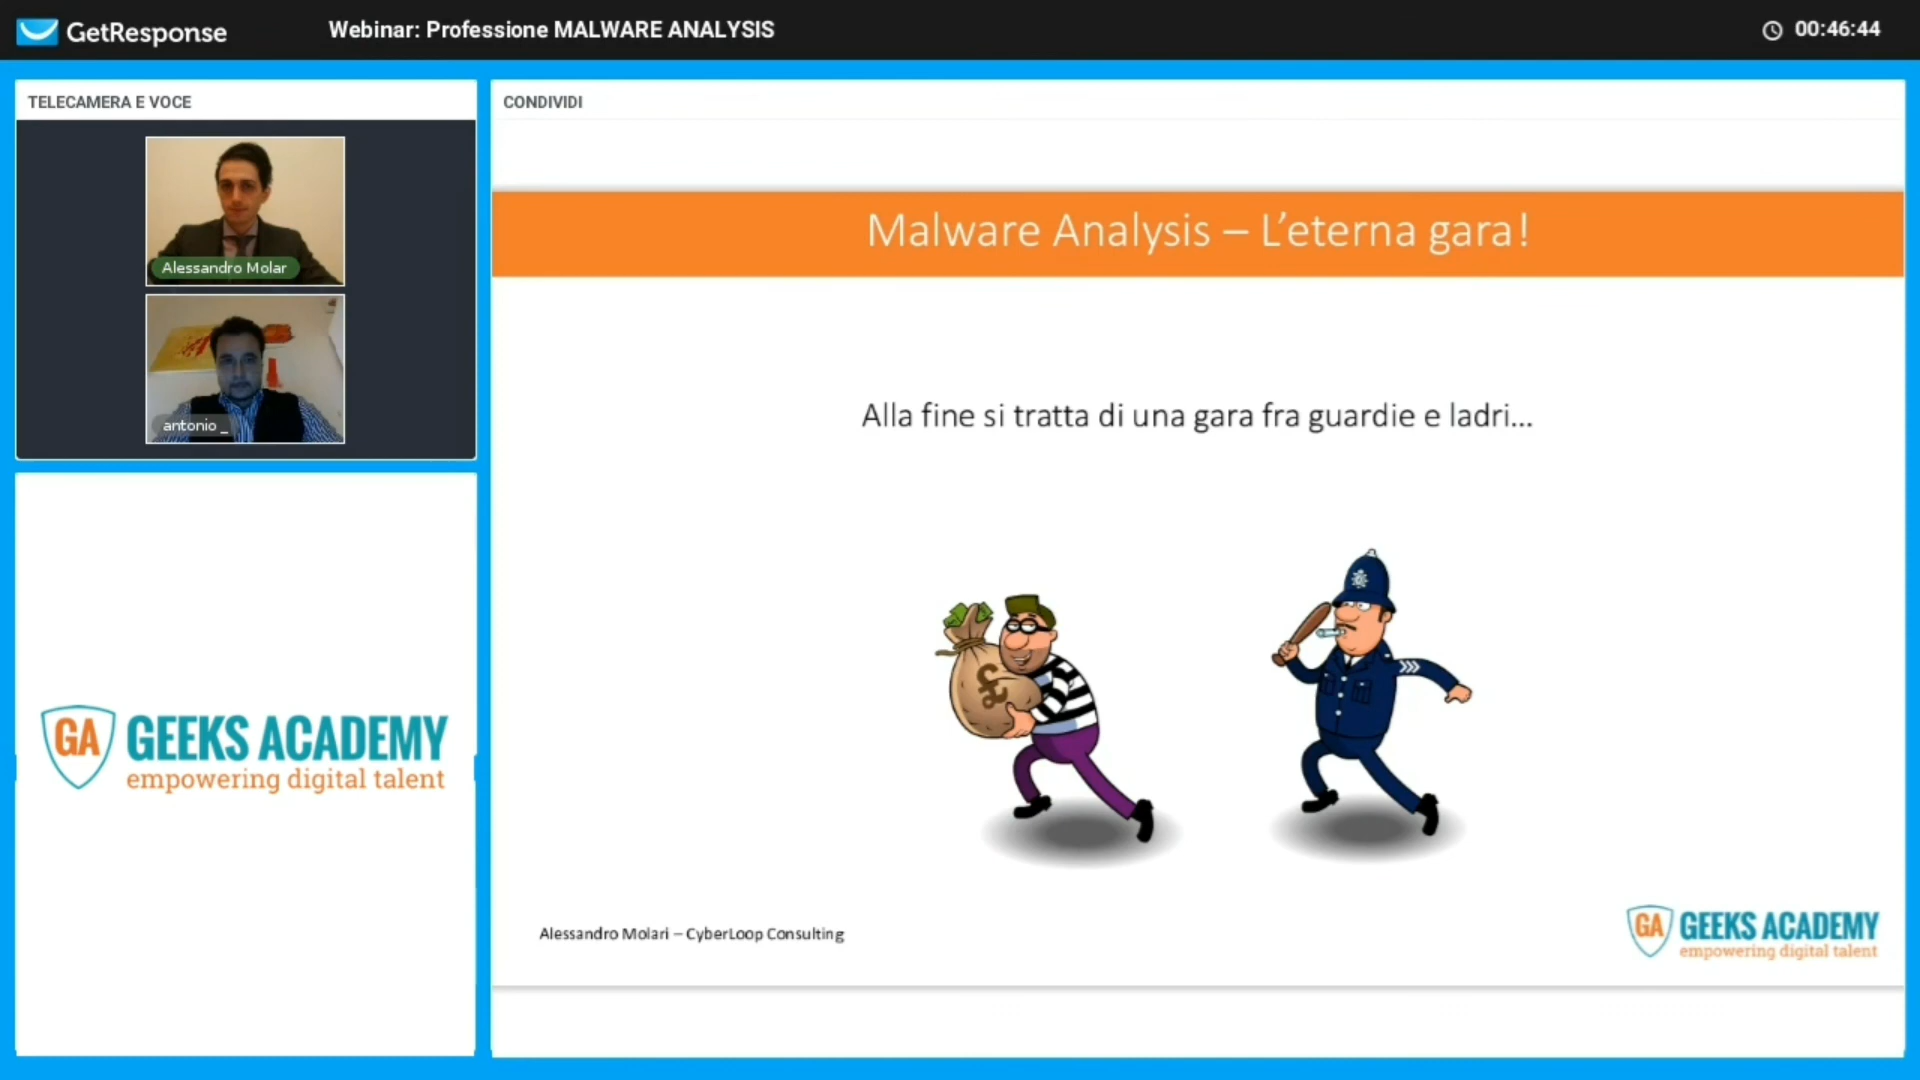 GetResponse
Webinar: Professione MALWARE ANALYSIS
00:46:44
TELECAMERA E VOCE
Alessandro Molar
antonio _
GA GEEKS ACADEMY
empowering digital talent
CONDIVIDI
Malware Analysis – L’eterna gara!
Alla fine si tratta di una gara fra guardie e ladri...
£
Alessandro Molari – CyberLoop Consulting
GA GEEKS ACADEMY
empowering digital talent